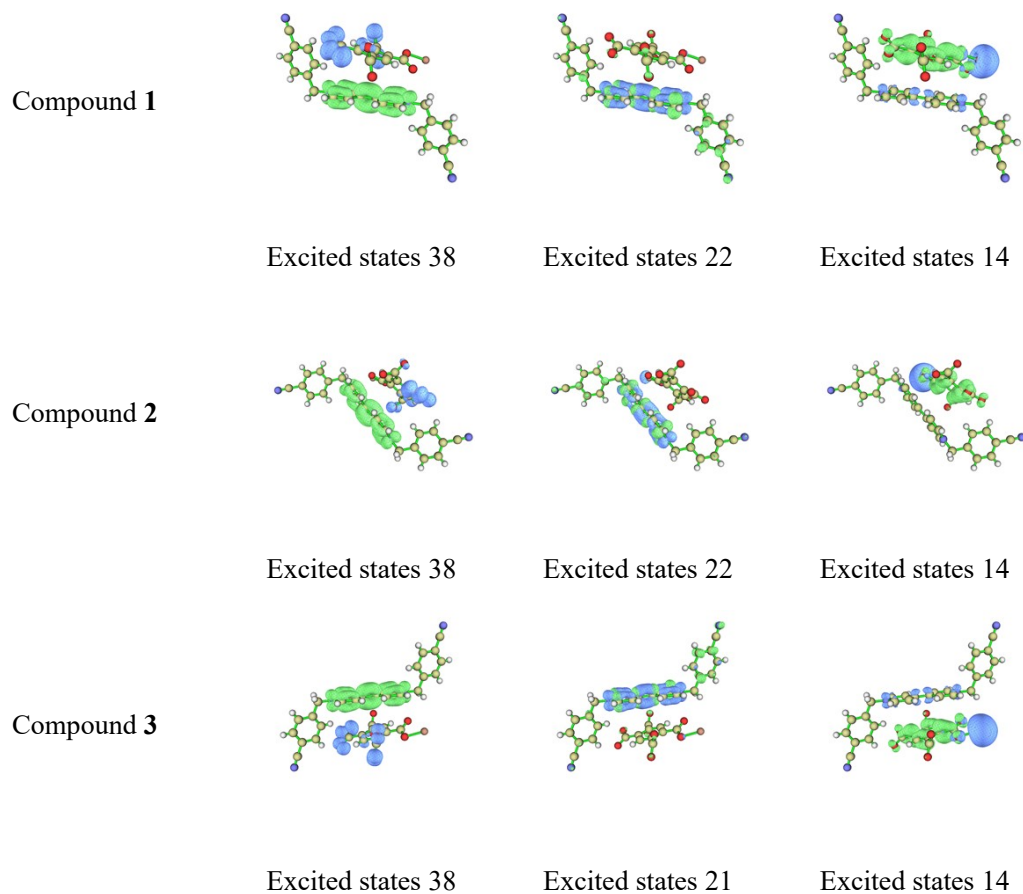 Compound 1
Excited states 38 Excited states 22 Excited states 14
Compound 2
Excited states 38 Excited states 22 Excited states 14
Compound 3
Excited states 38 Excited states 21 Excited states 14